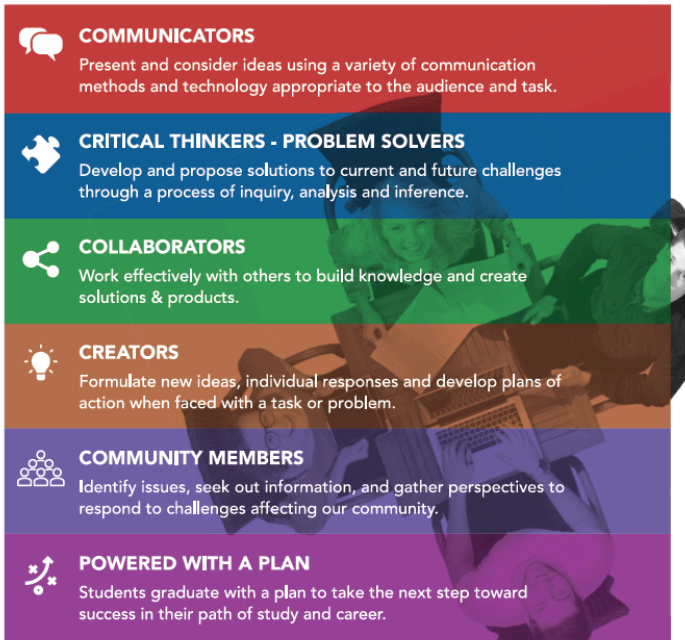 COMMUNICATORS
Present and consider ideas using a variety of communication
methods and technology appropriate to the audience and task.
CRITICAL THINKERS - PROBLEM SOLVERS
Develop and propose solutions to current and future challenges
through a process of inquiry, analysis and inference.
COLLABORATORS
Work effectively with others to build knowledge and create
solutions & products.
CREATORS
Formulate new ideas, individual responses and develop plans of
action when faced with a task or problem.
COMMUNITY MEMBERS
Identify issues, seek out information, and gather perspectives to
respond to challenges affecting our community.
POWERED WITH A PLAN
Students graduate with a plan to take the next step toward
success in their path of study and career.